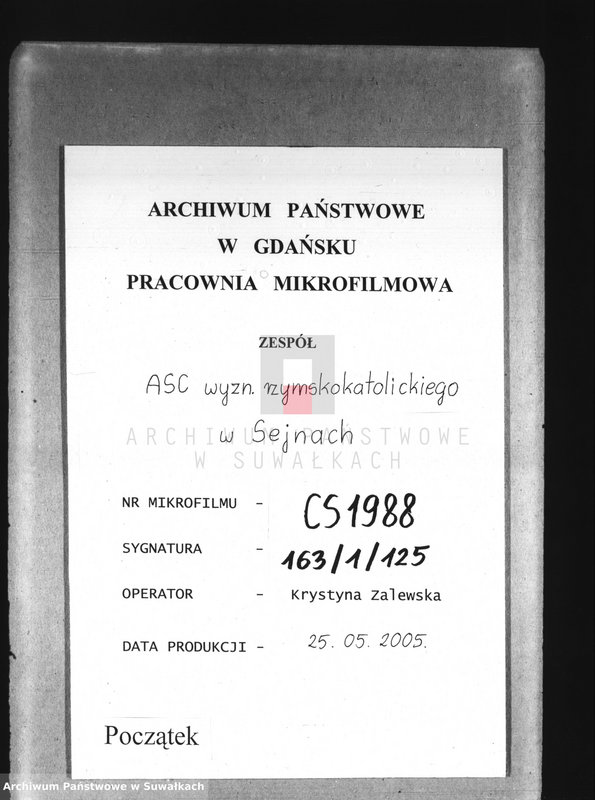 ARCHIWUM PAŃSTWOWE
W GDAŃSKU
PRACOWNIA MIKROFILMOWA
ZESPÓŁ
ASC wyzn. rzymskokatolickiego
w Sejnach
ARCHIWUM PAŃSTWOWE
W SUWAŁKACH
NR MIKROFILMU – CS1988
SYGNATURA – 163/1/125
OPERATOR – Krystyna Zalewska
DATA PRODUKCJI – 25. 05. 2005.
Początek
Archiwum Państwowe w Suwałkach